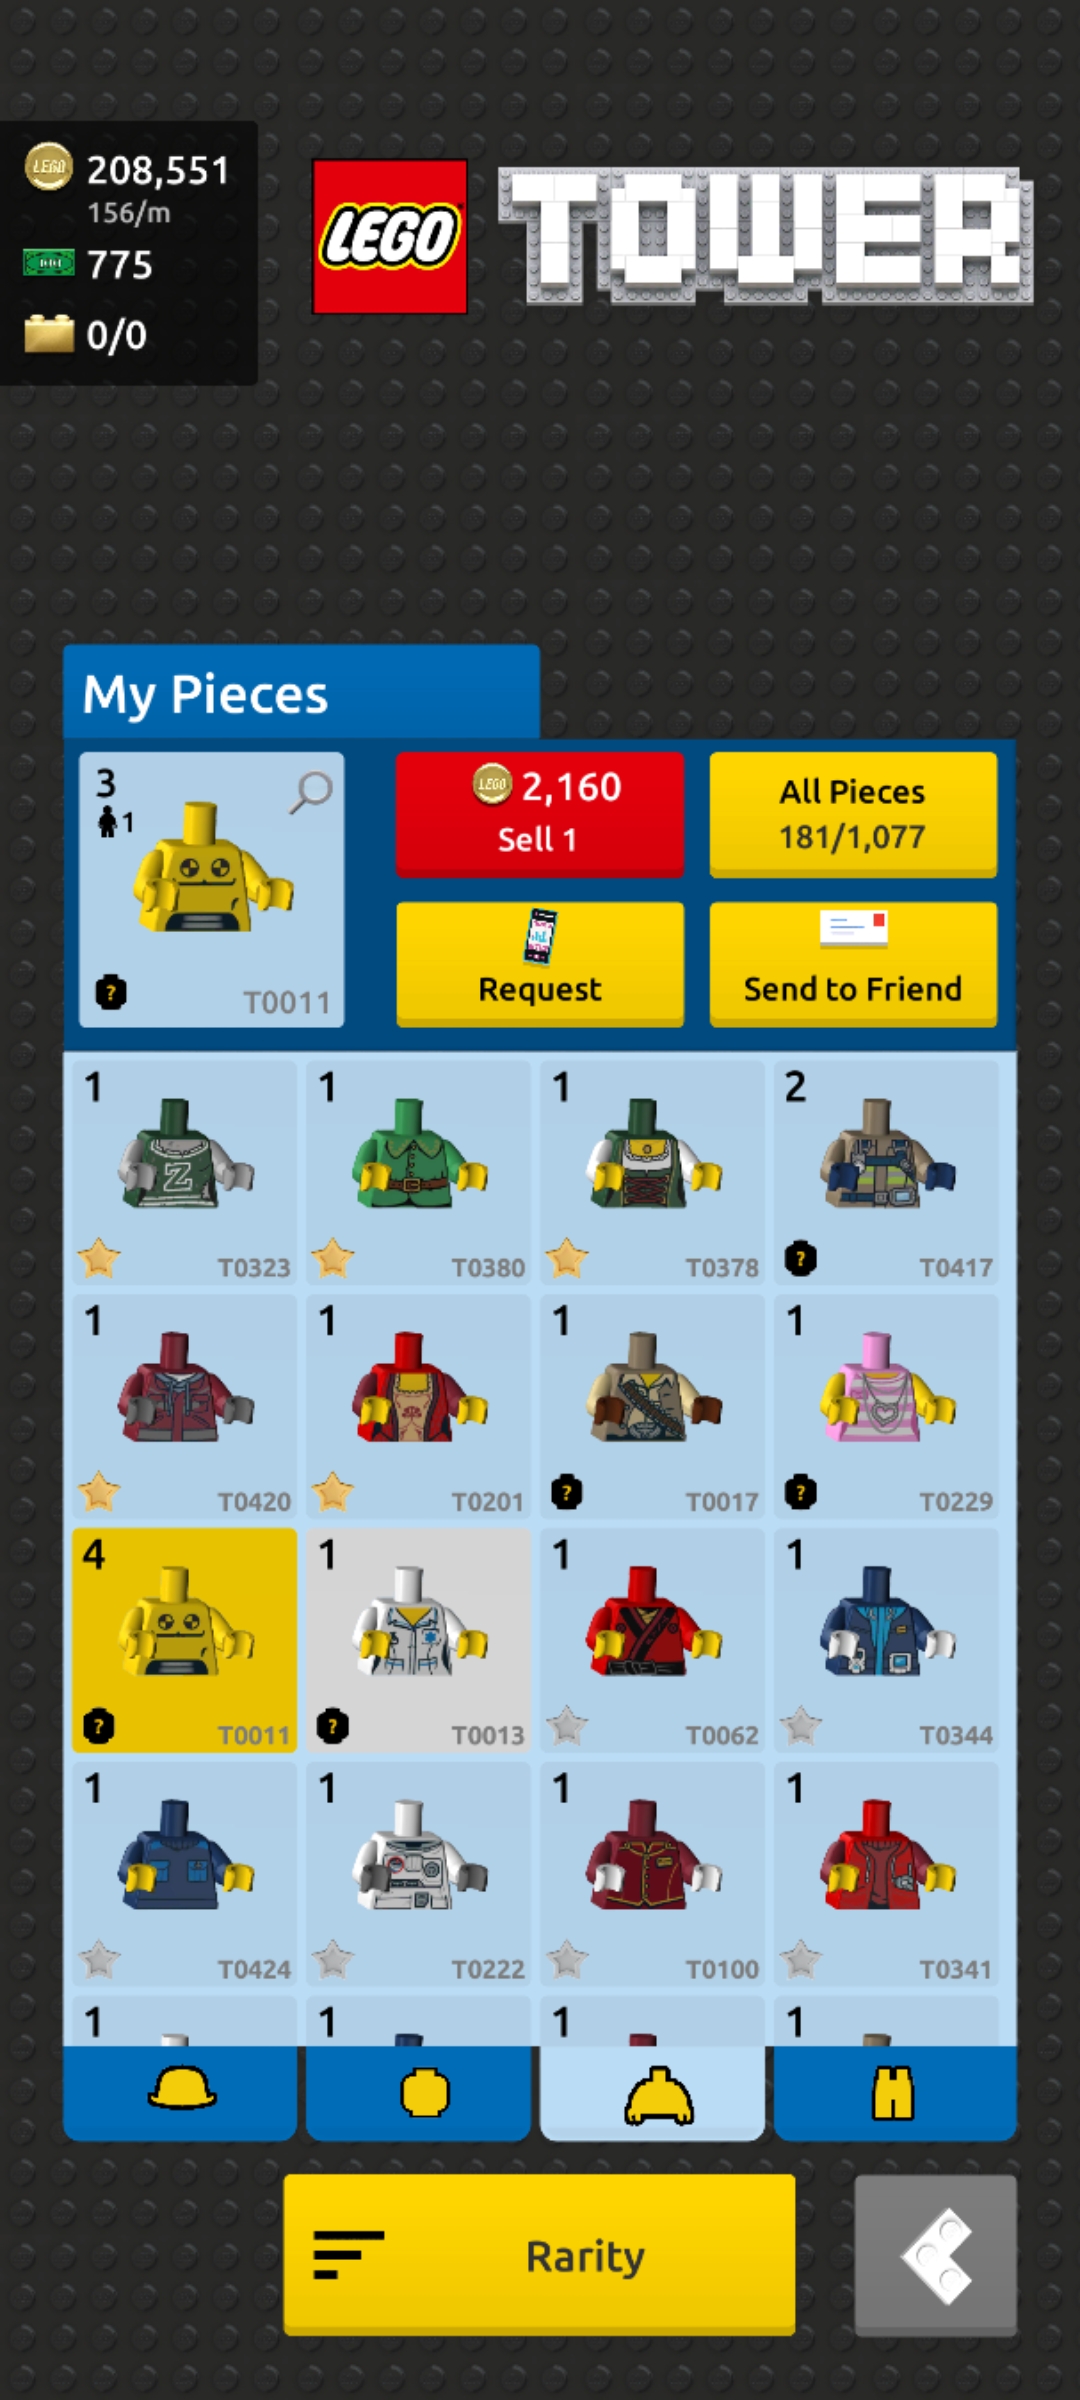 208,551
156/m
775
0/0
LEGO
TOWER
My Pieces
3
1
T0011
2,160
Sell 1
All Pieces
181/1,077
Request
Send to Friend
1
T0323
1
T0380
1
T0378
2
T0417
1
T0420
1
T0201
1
T0017
1
T0229
4
T0011
1
T0013
1
T0062
1
T0344
1
T0424
1
T0222
1
T0100
1
T0341
1
1
1
1
Rarity